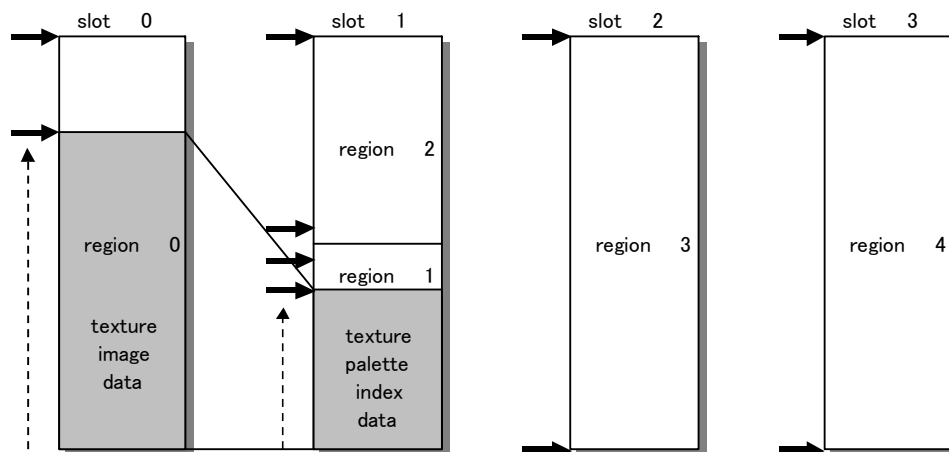 slot 0
slot 1
slot 2
slot 3
region 2
region 0
region 3
region 4
region 1
texture
image
data
texture
palette
index
data